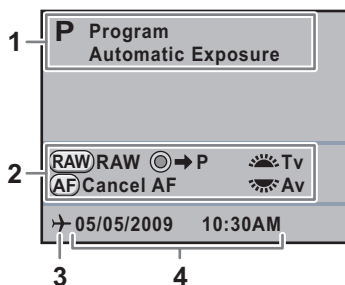 1
P Program
Automatic Exposure
2
RAW RAW → P Tv
AF Cancel AF Av
05/05/2009 10:30AM
3 4